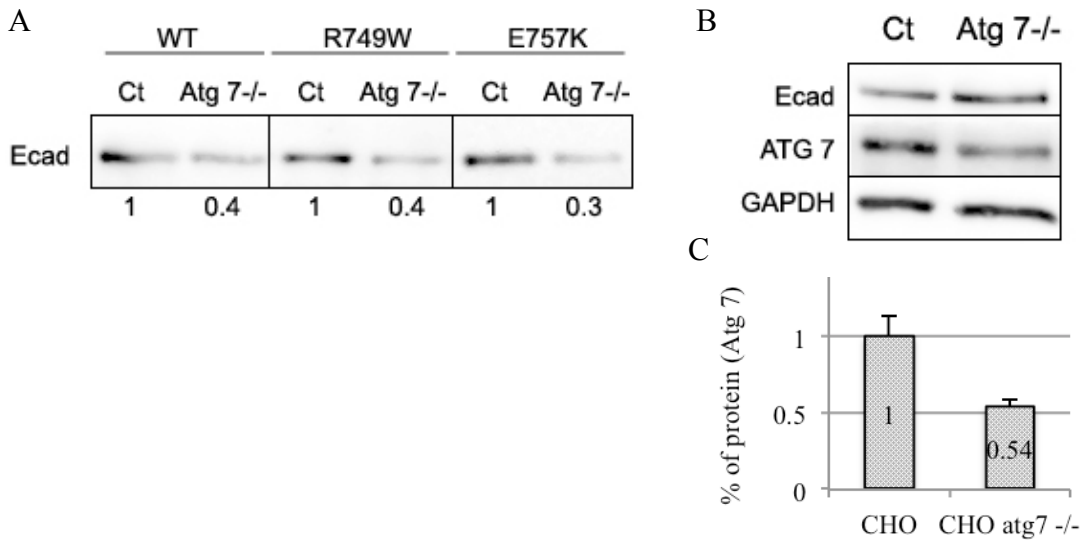 A
WT R749W E757K
Ct Atg 7-/- Ct Atg 7-/- Ct Atg 7-/-
Ecad
1 0.4 1 0.4 1 0.3
B
Ct Atg 7-/-
Ecad
ATG 7
GAPDH
C
% of protein (Atg 7)
1
0.5
0
1
0.54
CHO CHO atg7 -/-